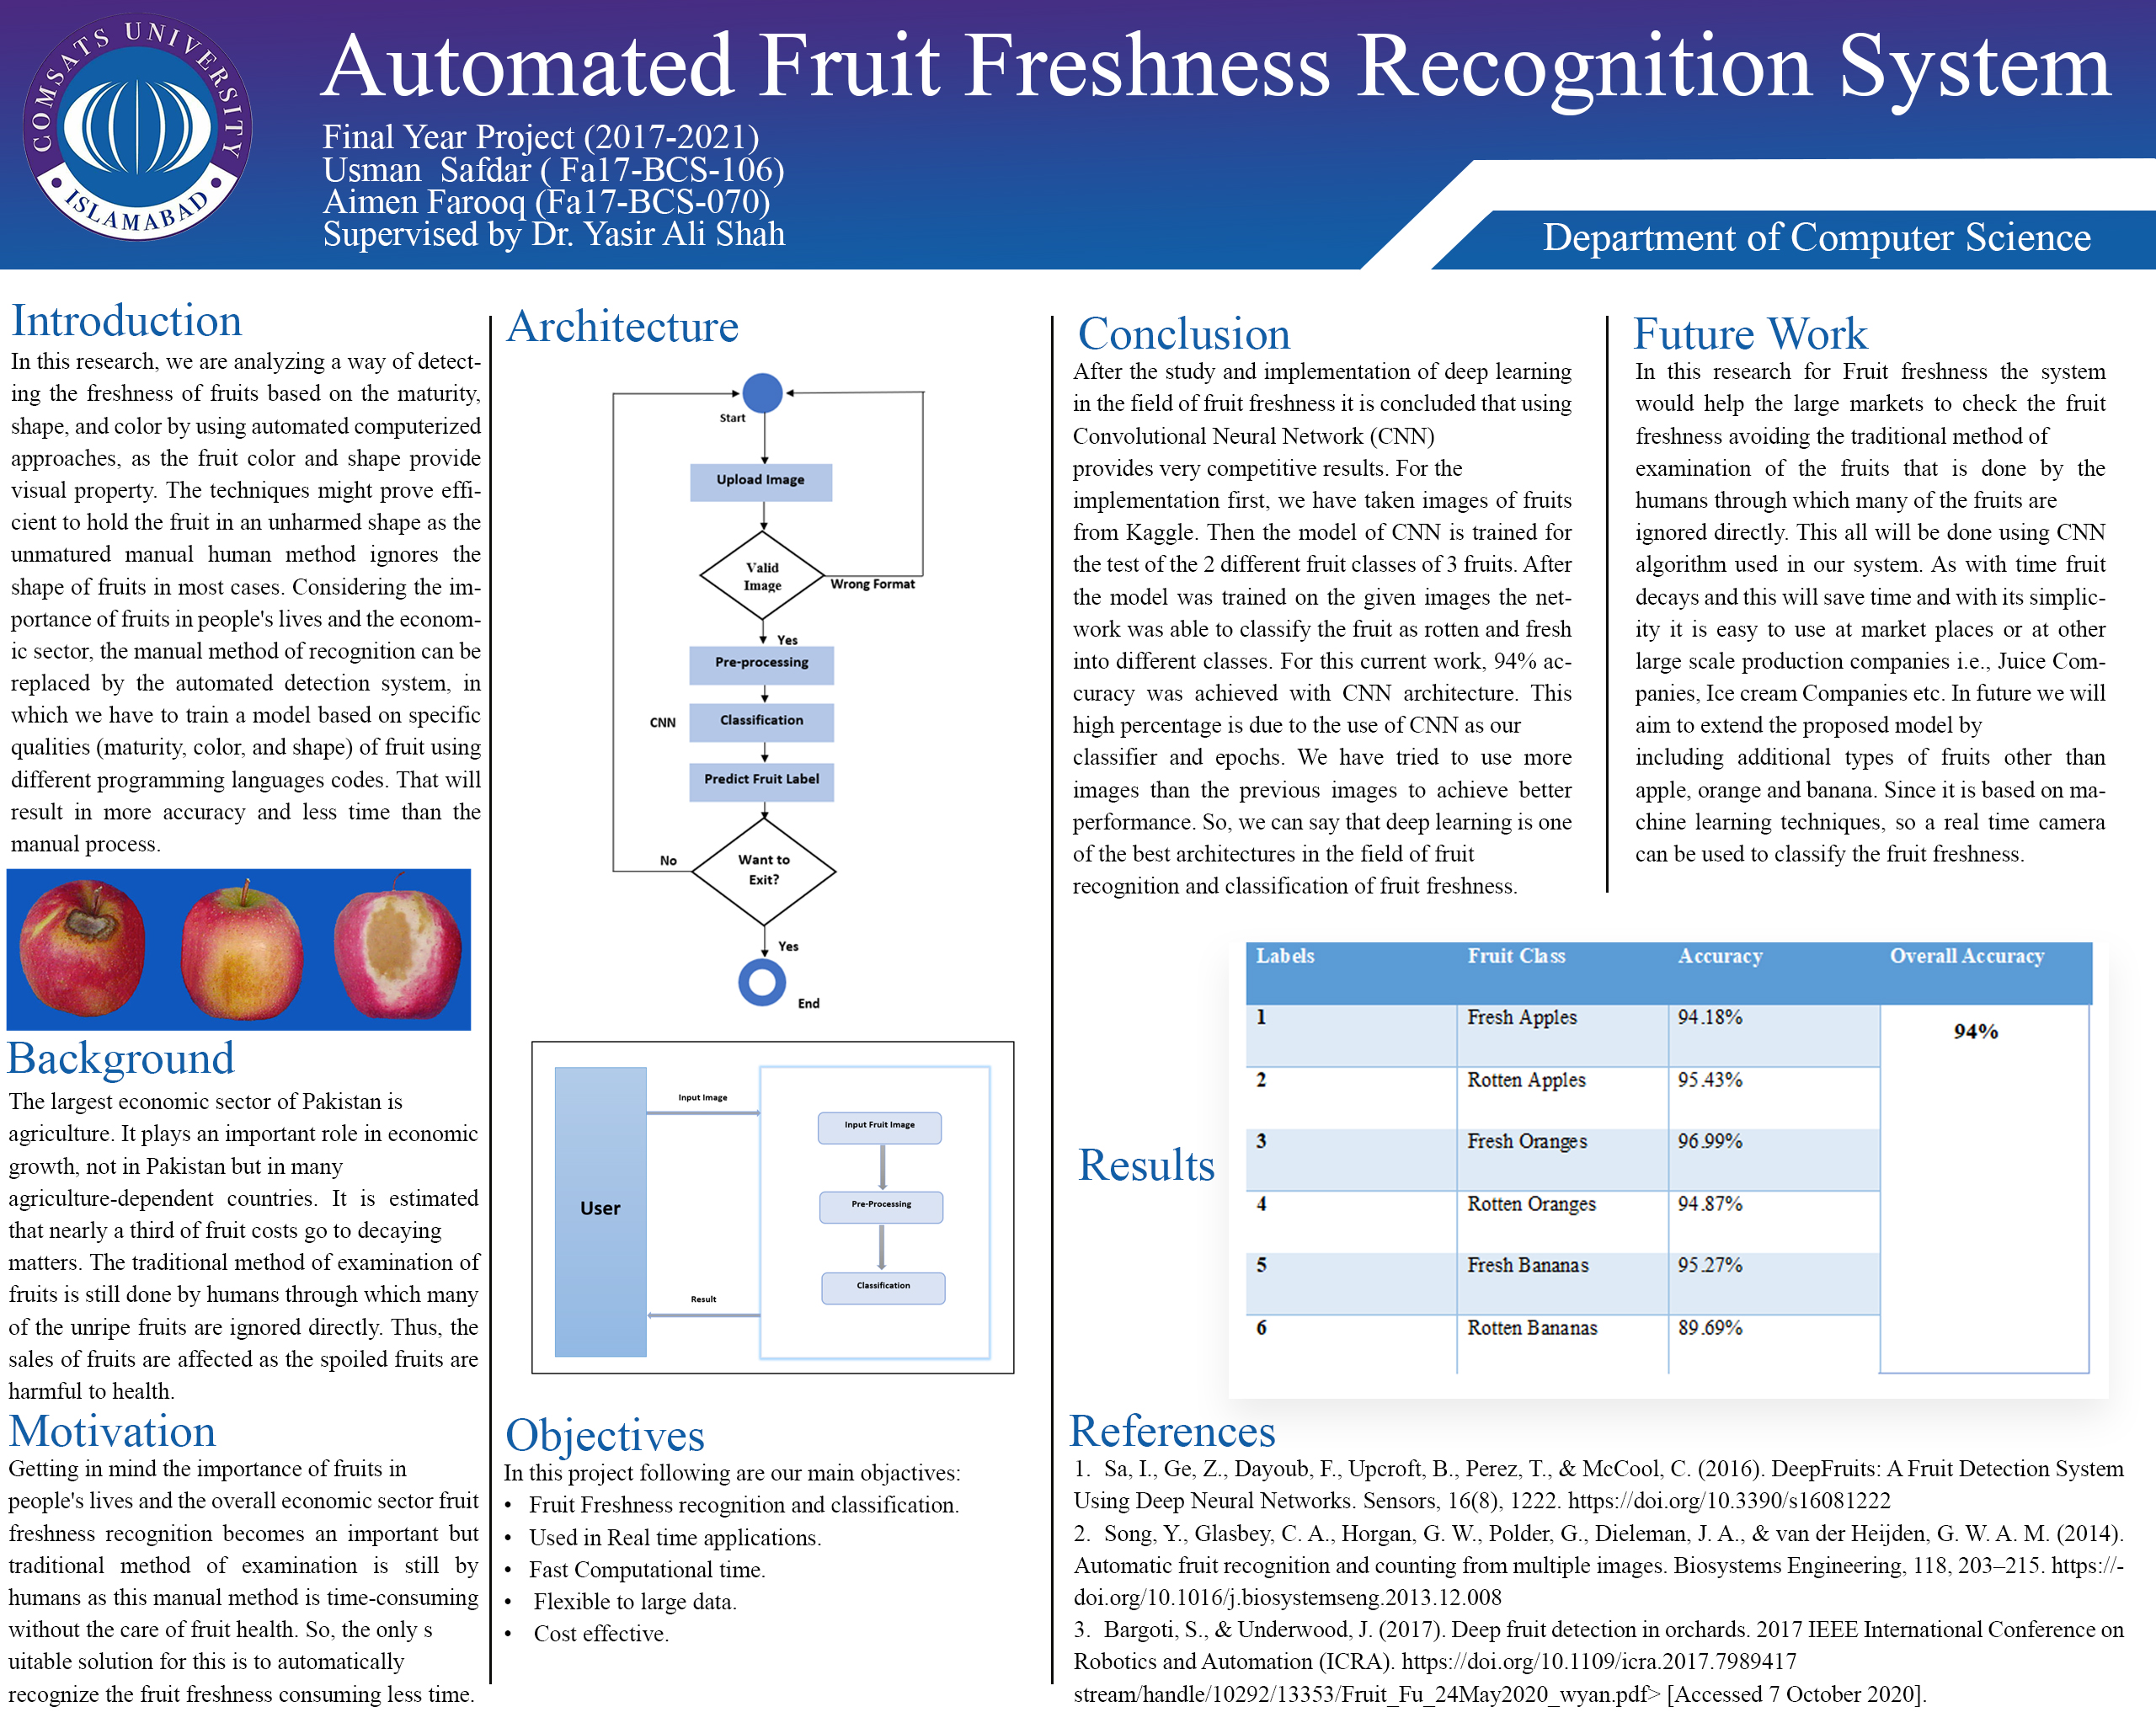 COMSATS UNIVERSITY
ISLAMABAD
Automated Fruit Freshness Recognition System
Final Year Project (2017-2021)
Usman Safdar ( Fa17-BCS-106)
Aimen Farooq (Fa17-BCS-070)
Supervised by Dr. Yasir Ali Shah
Department of Computer Science
Introduction
In this research, we are analyzing a way of detect-
ing the freshness of fruits based on the maturity,
shape, and color by using automated computerized
approaches, as the fruit color and shape provide
visual property. The techniques might prove effi-
cient to hold the fruit in an unharmed shape as the
unmatured manual human method ignores the
shape of fruits in most cases. Considering the im-
portance of fruits in people's lives and the econom-
ic sector, the manual method of recognition can be
replaced by the automated detection system, in
which we have to train a model based on specific
qualities (maturity, color, and shape) of fruit using
different programming languages codes. That will
result in more accuracy and less time than the
manual process.
Background
The largest economic sector of Pakistan is
agriculture. It plays an important role in economic
growth, not in Pakistan but in many
agriculture-dependent countries. It is estimated
that nearly a third of fruit costs go to decaying
matters. The traditional method of examination of
fruits is still done by humans through which many
of the unripe fruits are ignored directly. Thus, the
sales of fruits are affected as the spoiled fruits are
harmful to health.
Motivation
Getting in mind the importance of fruits in
people's lives and the overall economic sector fruit
freshness recognition becomes an important but
traditional method of examination is still by
humans as this manual method is time-consuming
without the care of fruit health. So, the only s
uitable solution for this is to automatically
recognize the fruit freshness consuming less time.
Architecture
Start
Upload Image
Valid
Image
Wrong Format
Yes
Pre-processing
CNN
Classification
Predict Fruit Label
No
Want to
Exit?
Yes
End
User
Input Image
Input Fruit Image
Pre-Processing
Classification
Result
Objectives
In this project following are our main objactives:
• Fruit Freshness recognition and classification.
• Used in Real time applications.
• Fast Computational time.
• Flexible to large data.
• Cost effective.
Conclusion
After the study and implementation of deep learning
in the field of fruit freshness it is concluded that using
Convolutional Neural Network (CNN)
provides very competitive results. For the
implementation first, we have taken images of fruits
from Kaggle. Then the model of CNN is trained for
the test of the 2 different fruit classes of 3 fruits. After
the model was trained on the given images the net-
work was able to classify the fruit as rotten and fresh
into different classes. For this current work, 94% ac-
curacy was achieved with CNN architecture. This
high percentage is due to the use of CNN as our
classifier and epochs. We have tried to use more
images than the previous images to achieve better
performance. So, we can say that deep learning is one
of the best architectures in the field of fruit
recognition and classification of fruit freshness.
Future Work
In this research for Fruit freshness the system
would help the large markets to check the fruit
freshness avoiding the traditional method of
examination of the fruits that is done by the
humans through which many of the fruits are
ignored directly. This all will be done using CNN
algorithm used in our system. As with time fruit
decays and this will save time and with its simplic-
ity it is easy to use at market places or at other
large scale production companies i.e., Juice Com-
panies, Ice cream Companies etc. In future we will
aim to extend the proposed model by
including additional types of fruits other than
apple, orange and banana. Since it is based on ma-
chine learning techniques, so a real time camera
can be used to classify the fruit freshness.
Results
Labels Fruit Class Accuracy Overall Accuracy
1 Fresh Apples 94.18% 94%
2 Rotten Apples 95.43%
3 Fresh Oranges 96.99%
4 Rotten Oranges 94.87%
5 Fresh Bananas 95.27%
6 Rotten Bananas 89.69%
References
1. Sa, I., Ge, Z., Dayoub, F., Upcroft, B., Perez, T., & McCool, C. (2016). DeepFruits: A Fruit Detection System
Using Deep Neural Networks. Sensors, 16(8), 1222. https://doi.org/10.3390/s16081222
2. Song, Y., Glasbey, C. A., Horgan, G. W., Polder, G., Dieleman, J. A., & van der Heijden, G. W. A. M. (2014).
Automatic fruit recognition and counting from multiple images. Biosystems Engineering, 118, 203–215. https://-
doi.org/10.1016/j.biosystemseng.2013.12.008
3. Bargoti, S., & Underwood, J. (2017). Deep fruit detection in orchards. 2017 IEEE International Conference on
Robotics and Automation (ICRA). https://doi.org/10.1109/icra.2017.7989417
stream/handle/10292/13353/Fruit_Fu_24May2020_wyan.pdf> [Accessed 7 October 2020].